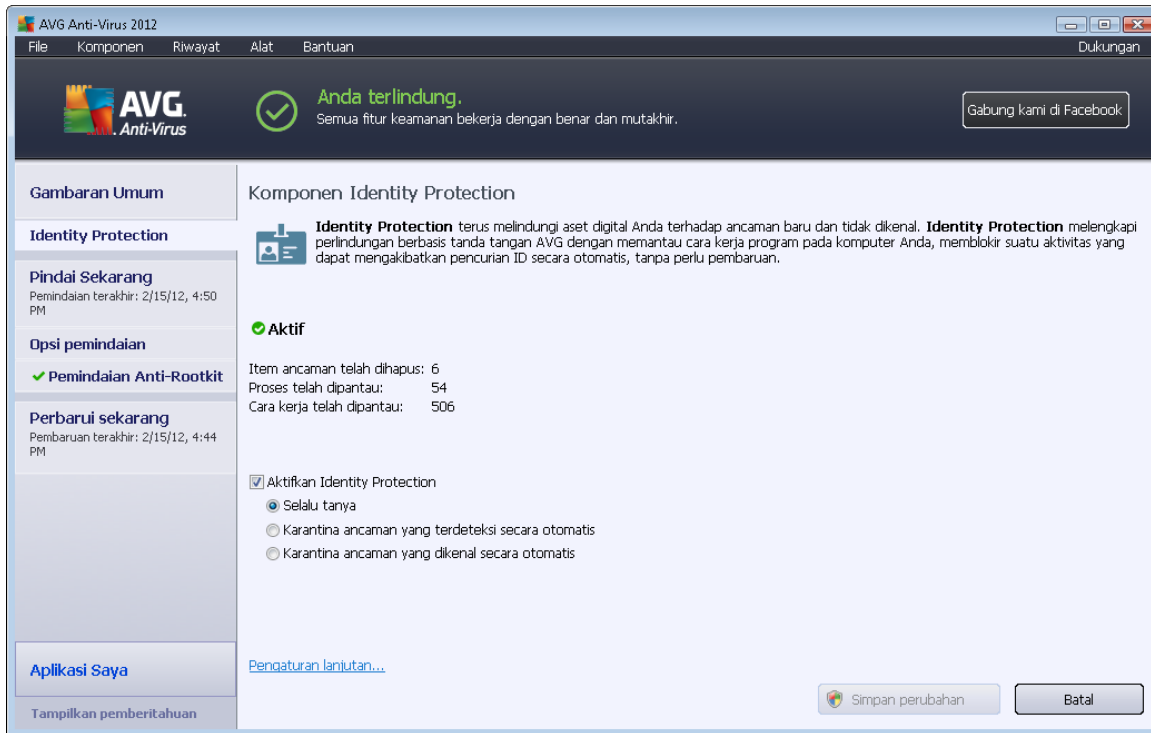 AVG Anti-Virus 2012
File Komponen Riwayat Alat Bantuan Dukungan
AVG.
Anti-Virus
Anda terlindung.
Semua fitur keamanan bekerja dengan benar dan mutakhir.
Gabung kami di Facebook
Gambaran Umum
Identity Protection
Pindai Sekarang
Pemindaian terakhir: 2/15/12, 4:50
PM
Opsi pemindaian
Pemindaian Anti-Rootkit
Perbarui sekarang
Pembaruan terakhir: 2/15/12, 4:44
PM
Aplikasi Saya
Tampilkan pemberitahuan
Komponen Identity Protection
Identity Protection terus melindungi aset digital Anda terhadap ancaman baru dan tidak dikenal. Identity Protection melengkapi
perlindungan berbasis tanda tangan AVG dengan memantau cara kerja program pada komputer Anda, memblokir suatu aktivitas yang
dapat mengakibatkan pencurian ID secara otomatis, tanpa perlu pembaruan.
Aktif
Item ancaman telah dihapus: 6
Proses telah dipantau: 54
Cara kerja telah dipantau: 506
Aktifkan Identity Protection
Selalu tanya
Karantina ancaman yang terdeteksi secara otomatis
Karantina ancaman yang dikenal secara otomatis
Pengaturan lanjutan...
Simpan perubahan
Batal